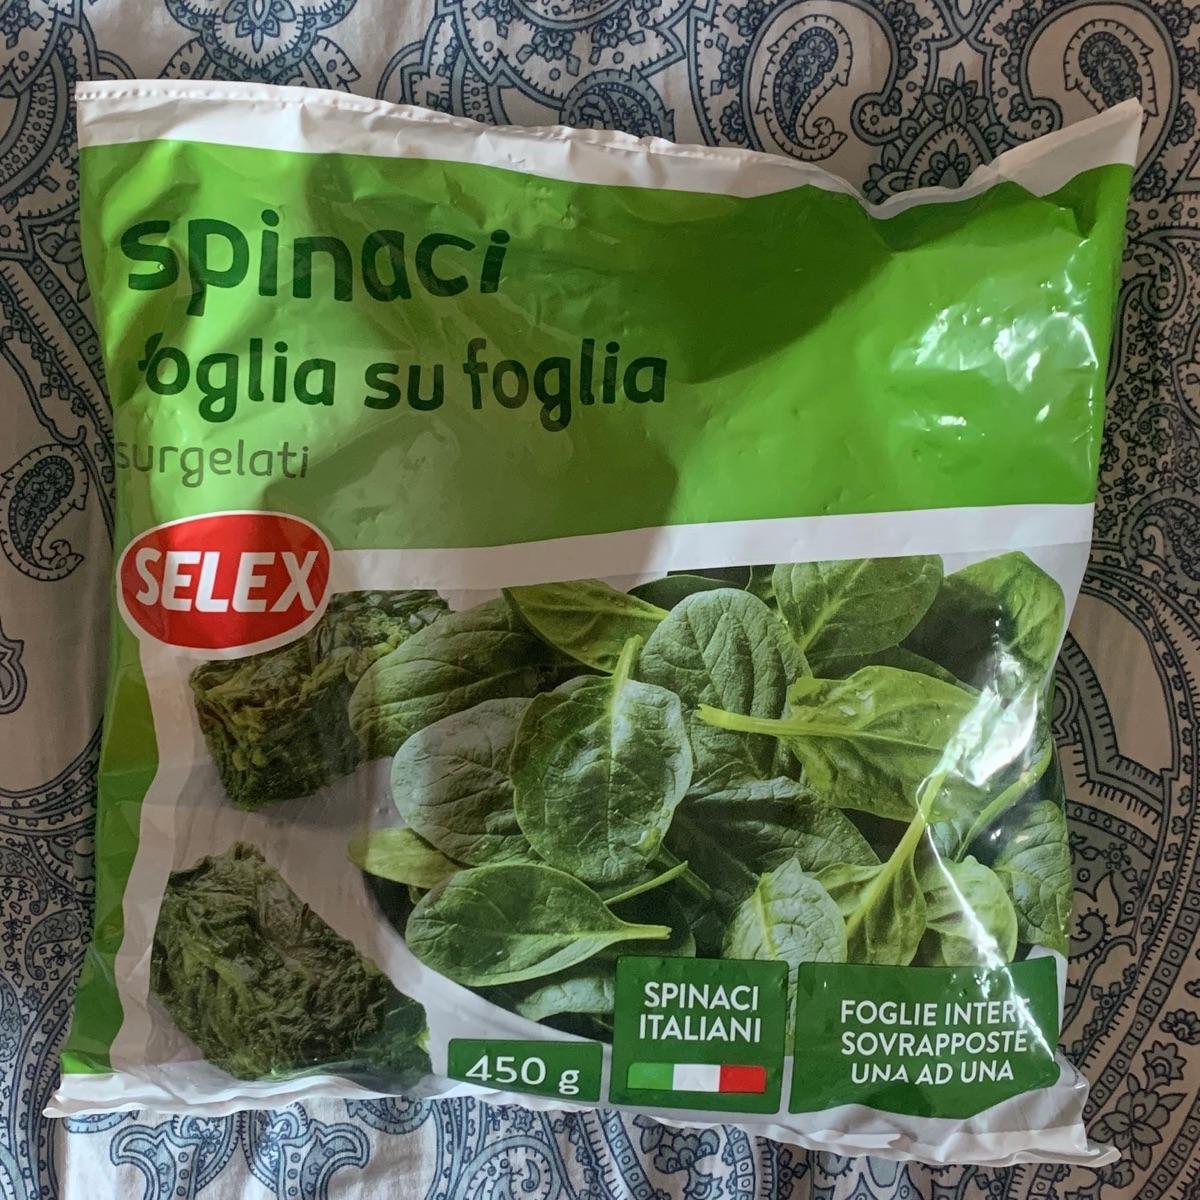 spinaci
foglia su foglia
surgelati
SELEX
450 g
SPINACI
ITALIANI
FOGLIE INTERE
SOVRAPPOSTE
UNA AD UNA